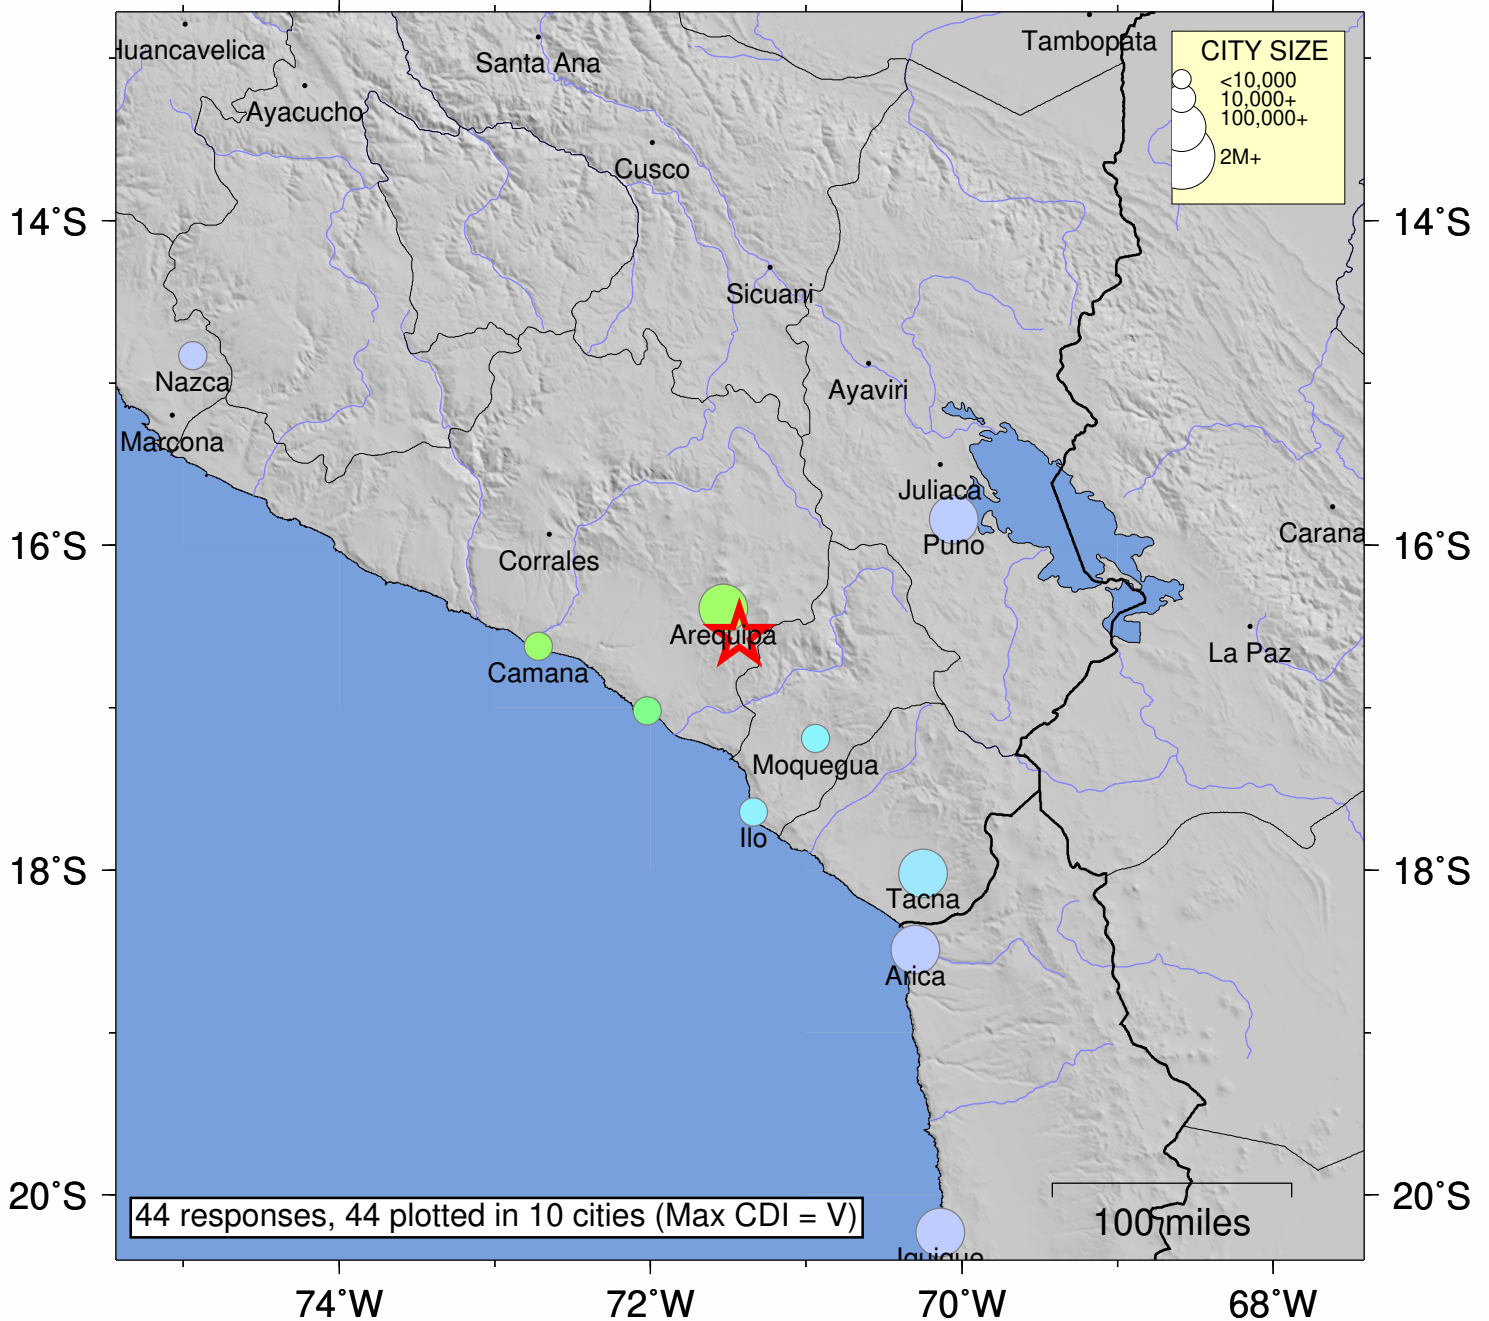 Tambopata
Huancavelica
Santa Ana
CITY SIZE
<10,000
10,000+
100,000+
2M+
Ayacucho
Cusco
14°S
14°S
Sicuani
Nazca
Ayaviri
Marcona
Juliaca
Carana
16°S
Puno
16°S
Corrales
Arequipa
La Paz
Camana
Moquegua
Ilo
18°S
18°S
Tacna
Arica
20°S
20°S
44 responses, 44 plotted in 10 cities (Max CDI = V)
100 miles
Iquique
74°W
72°W
70°W
68°W